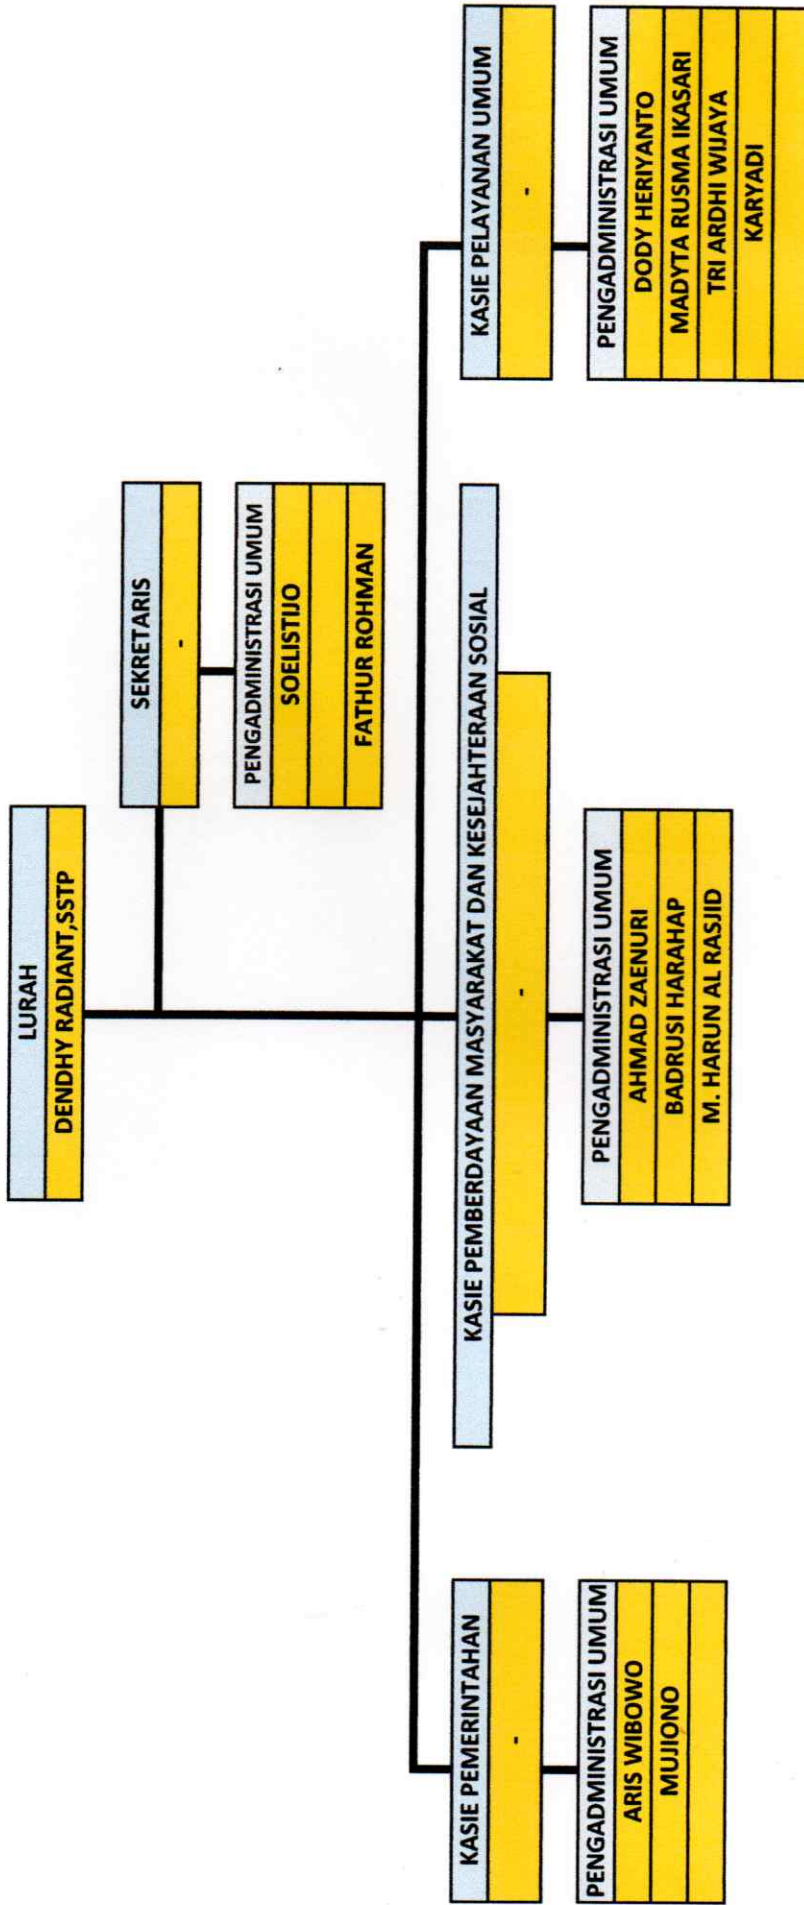 LURAH
DENDHY RADIANT,SSTP
SEKRETARIS
-
PENGADMINISTRASI UMUM
SOELISTIJO
FATHUR ROHMAN
KASIE PEMERINTAHAN
-
PENGADMINISTRASI UMUM
ARIS WIBOWO
MUJIONO
KASIE PEMBERDAYAAN MASYARAKAT DAN KESEJAHTERAAN SOSIAL
-
PENGADMINISTRASI UMUM
AHMAD ZAENURI
BADRUSI HARAHAP
M. HARUN AL RASJID
KASIE PELAYANAN UMUM
-
PENGADMINISTRASI UMUM
DODY HERIYANTO
MADYTA RUSMA IKASARI
TRI ARDHI WIJAYA
KARYADI